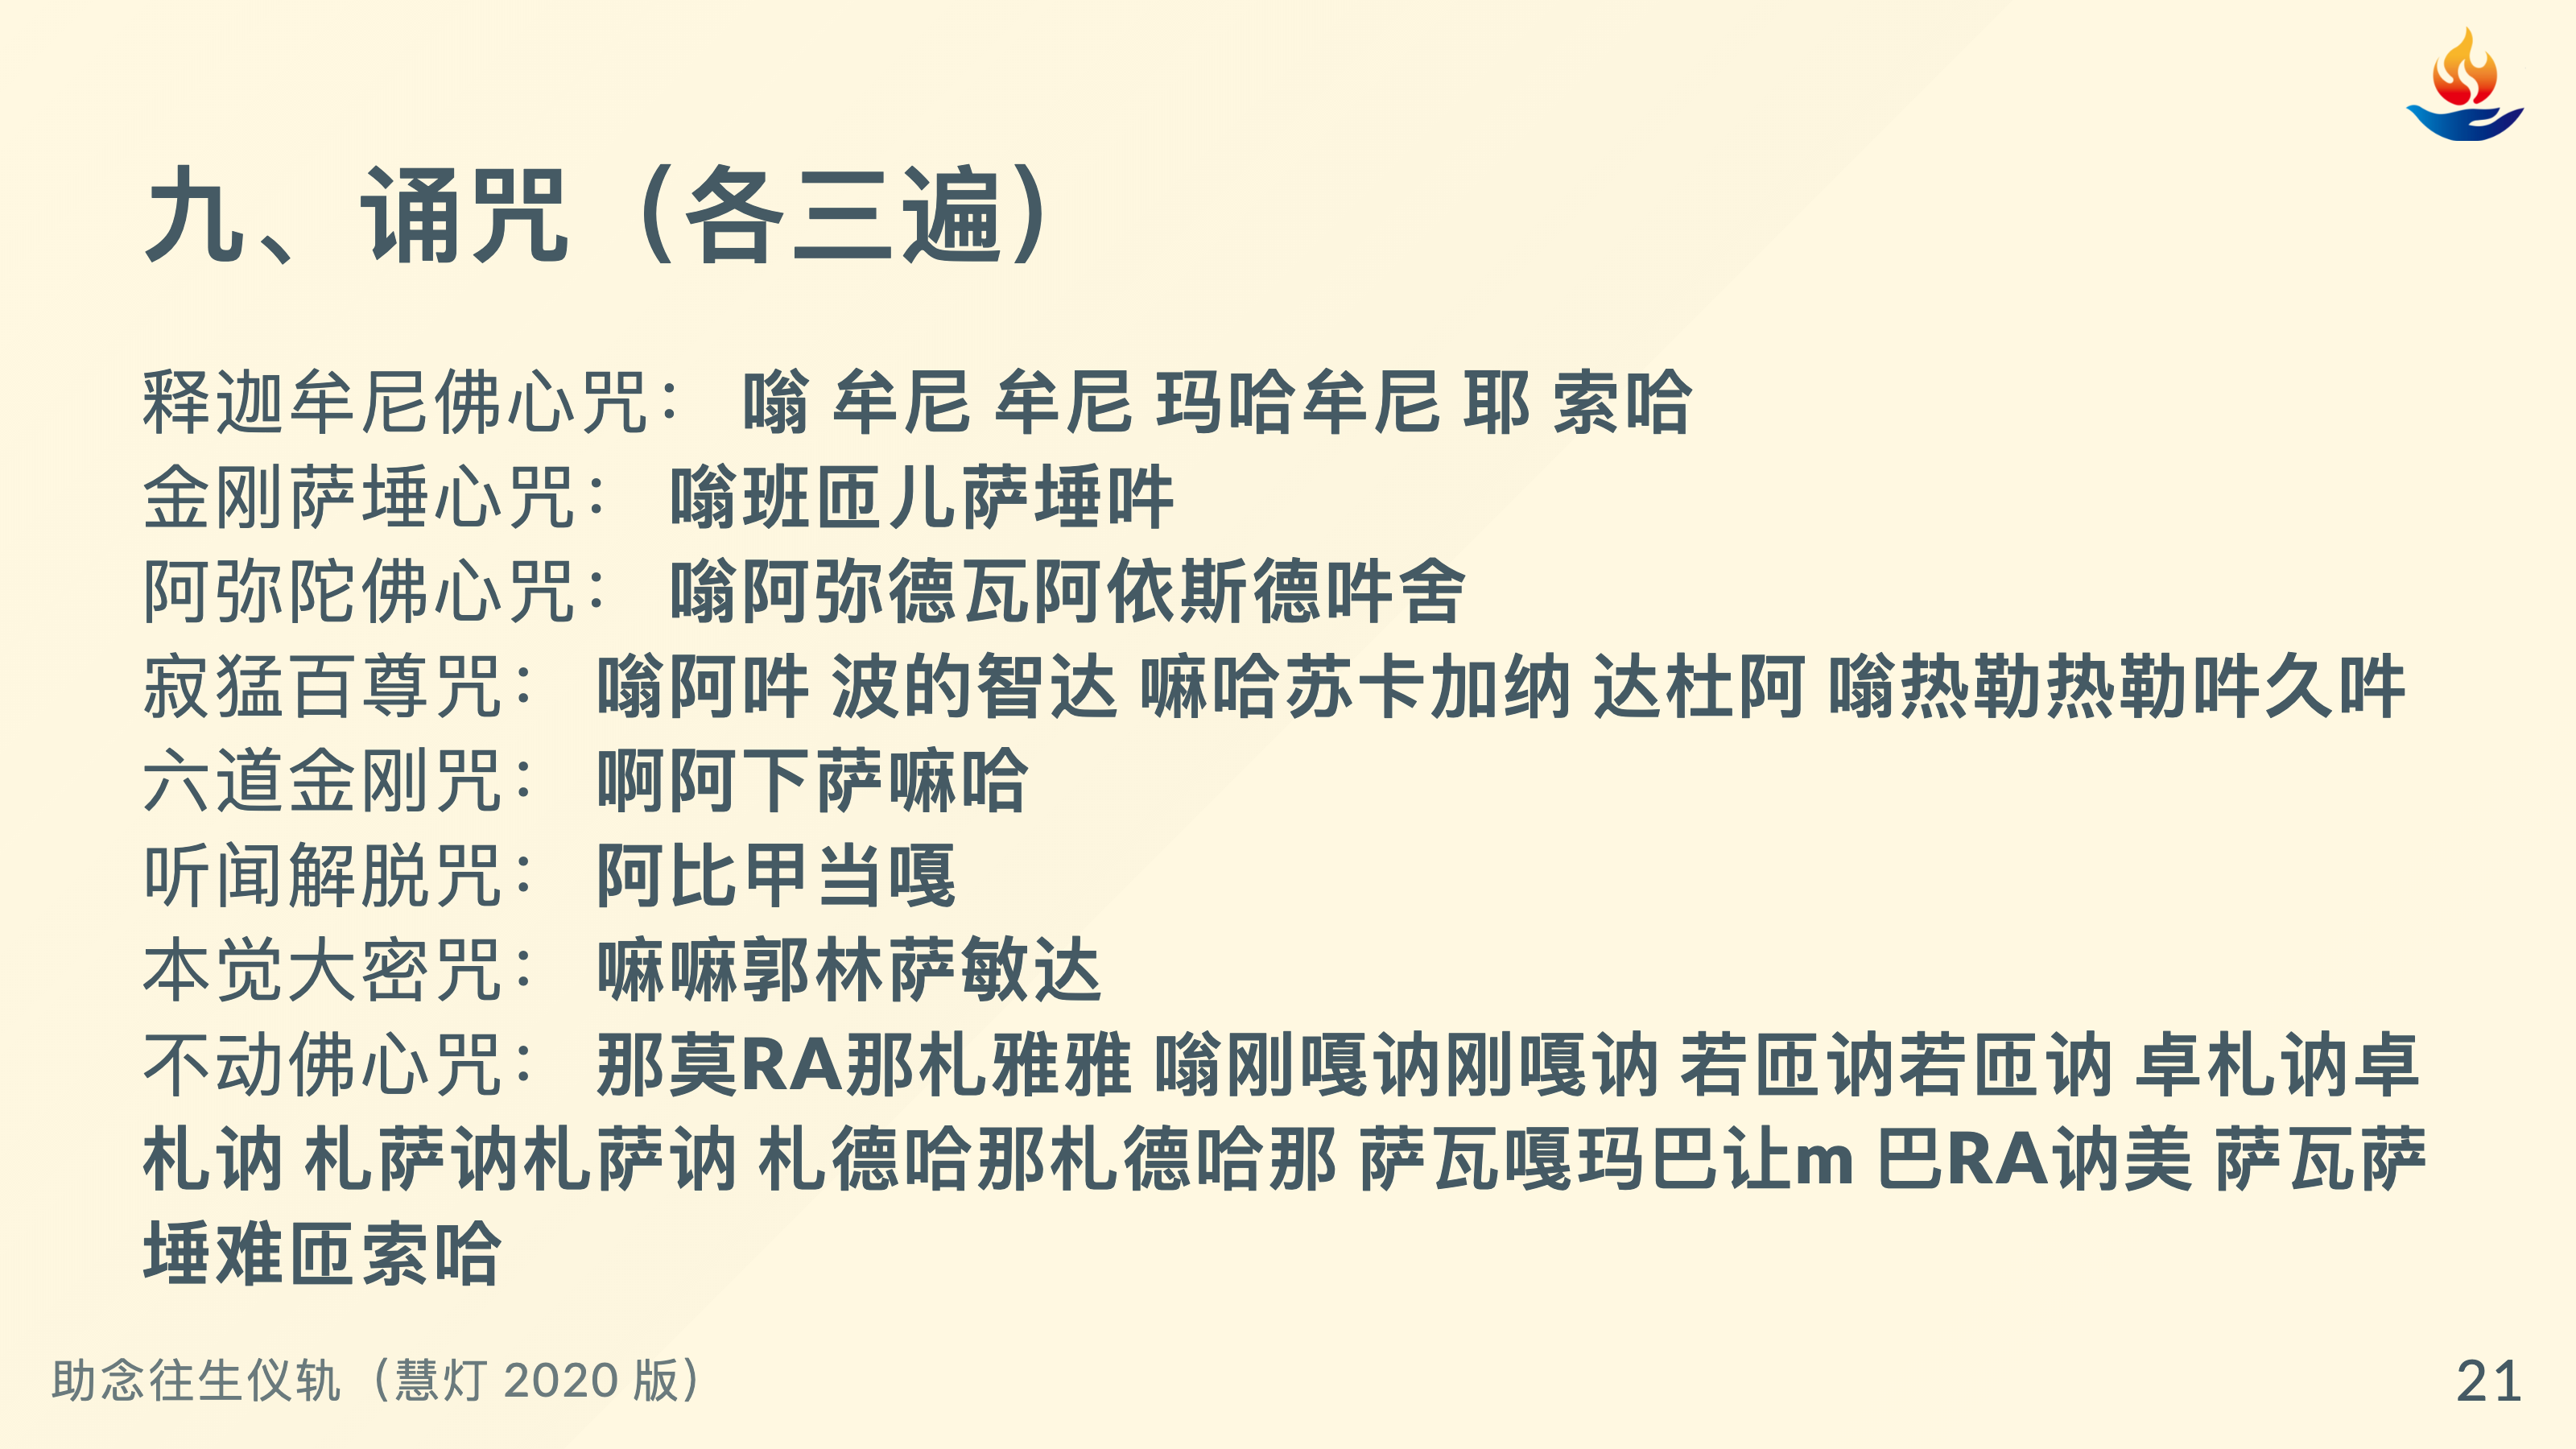 九、诵咒（各三遍）
释迦牟尼佛心咒： 嗡 牟尼 牟尼 玛哈牟尼 耶 索哈
金刚萨埵心咒： 嗡班匝儿萨埵吽
阿弥陀佛心咒： 嗡阿弥德瓦阿依斯德吽舍
寂猛百尊咒： 嗡阿吽 波的智达 嘛哈苏卡加纳 达杜阿 嗡热勒热勒吽久吽
六道金刚咒： 啊阿下萨嘛哈
听闻解脱咒： 阿比甲当嘎
本觉大密咒： 嘛嘛郭林萨敏达
不动佛心咒： 那莫RA那札雅雅 嗡刚嘎讷刚嘎讷 若匝讷若匝讷 卓札讷卓
札讷 札萨讷札萨讷 札德哈那札德哈那 萨瓦嘎玛巴让m 巴RA讷美 萨瓦萨
埵难匝索哈
助念往生仪轨（慧灯 2020 版）
21